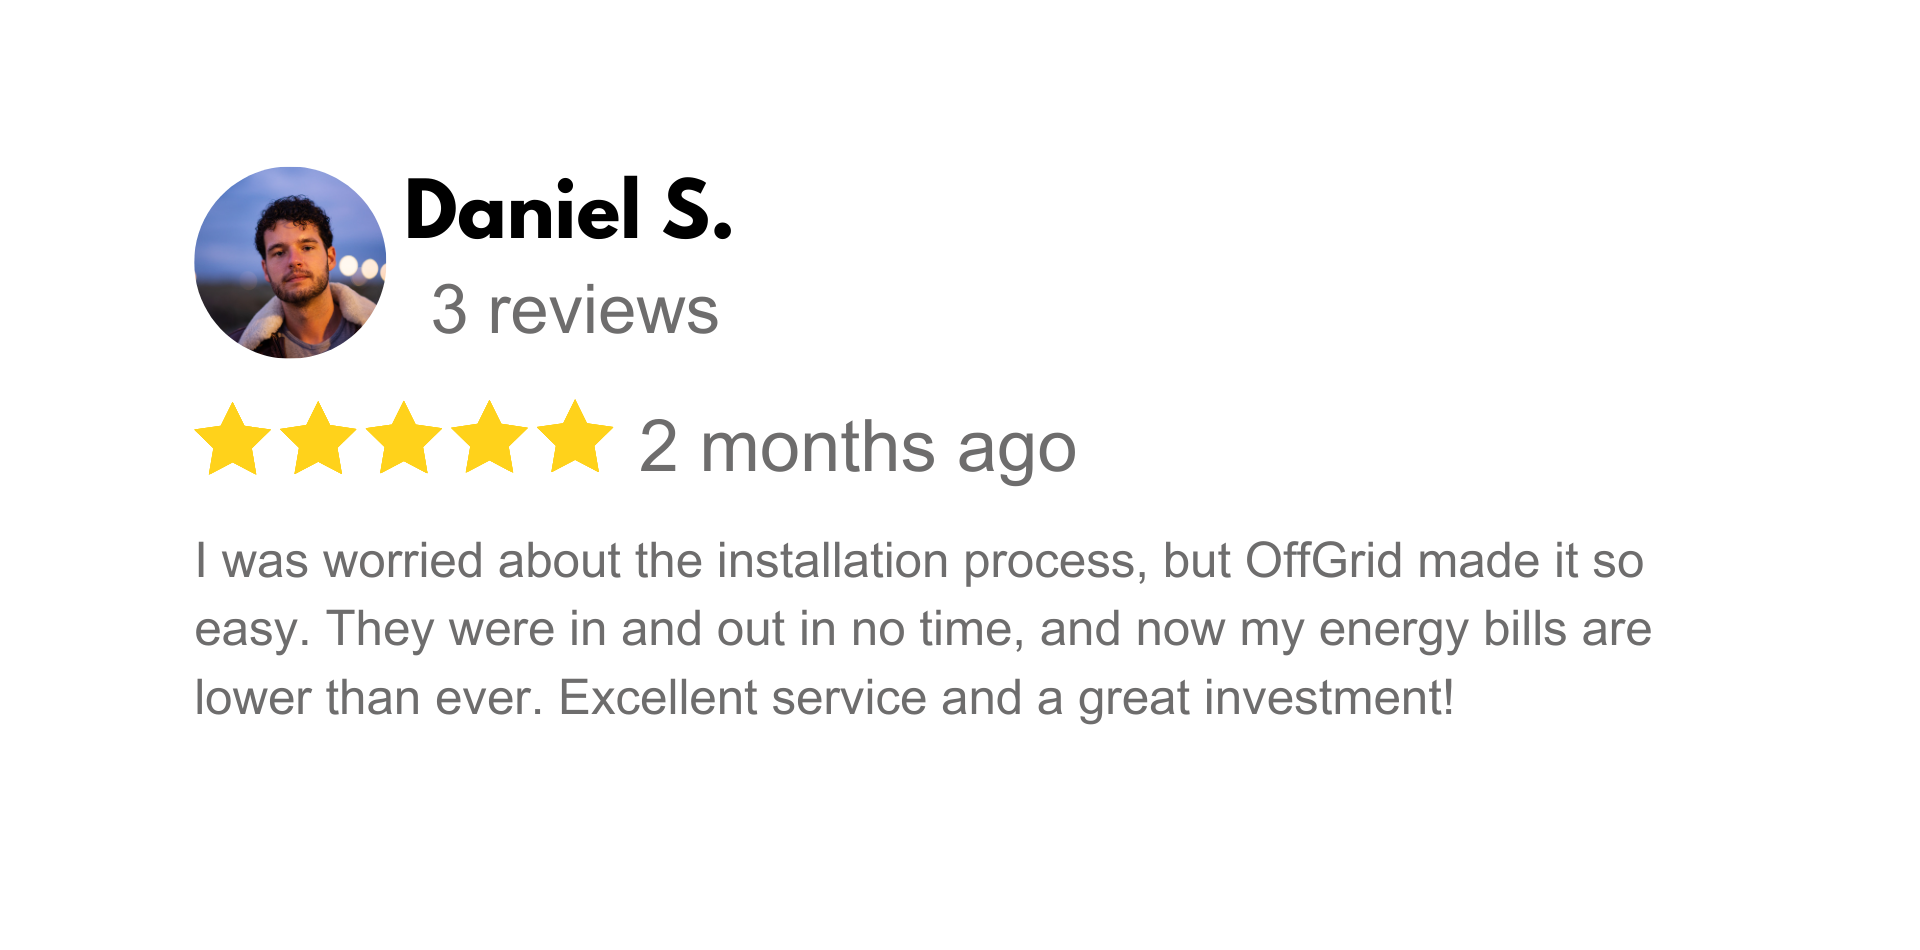 Daniel S.
3 reviews
2 months ago
I was worried about the installation process, but OffGrid made it so
easy. They were in and out in no time, and now my energy bills are
lower than ever. Excellent service and a great investment!